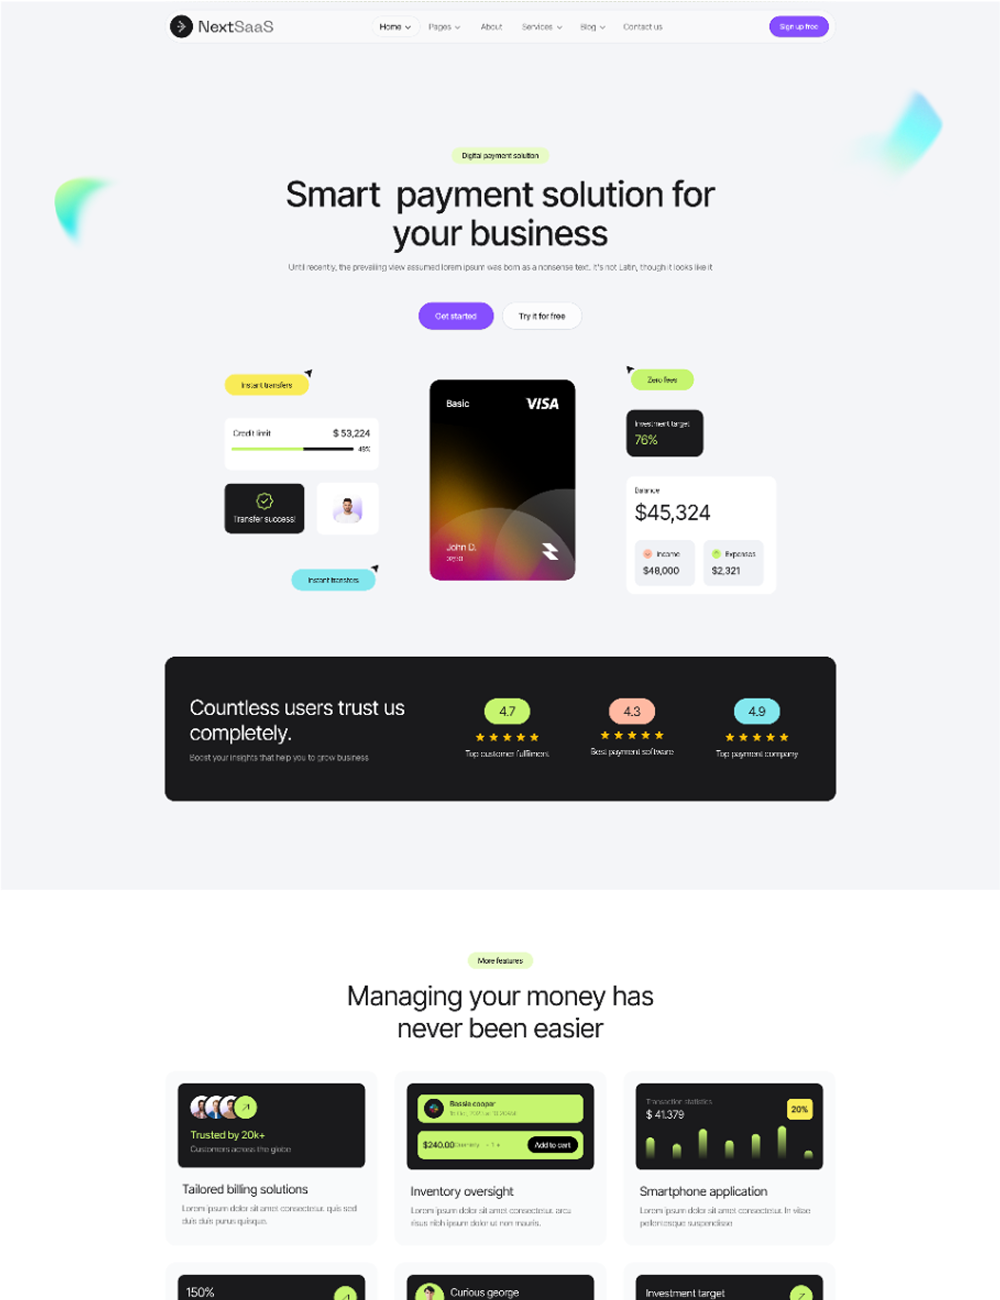 NextSaaS
Home Pages About Services Blog Contact us
Sign up free
Digital payment solution
Smart payment solution for
your business
Until recently, the prevailing view assumed lorem ipsum was born as a nonsense text. It's not Latin, though it looks like it
Get started
Try it for free
Instant transfers
Credit limit $ 53,224
Transfer success!
Instant transfers
Basic VISA
John D.
Zero fees
Investment target
76%
Balance
$45,324
Income
$48,000
Expenses
$2,321
Countless users trust us
completely.
Boost your insights that help you to grow business
4.7
Top customer fulfilment
4.3
Best payment software
4.9
Top payment company
More features
Managing your money has
never been easier
Trusted by 20k+
Customers across the globe
Tailored billing solutions
Lorem ipsum dolor sit amet consectetur. quis sed
duis duis purus quisque.
Bessie cooper
$240.00
Add to cart
Inventory oversight
Lorem ipsum dolor sit amet consectetur. arcu
risus nibh ipsum dolor ut non mauris.
Transaction statistics
$ 41.379
20%
Smartphone application
Lorem ipsum dolor sit amet consectetur. In vitae
pellentesque suspendisse
150%
Curious george
Investment target